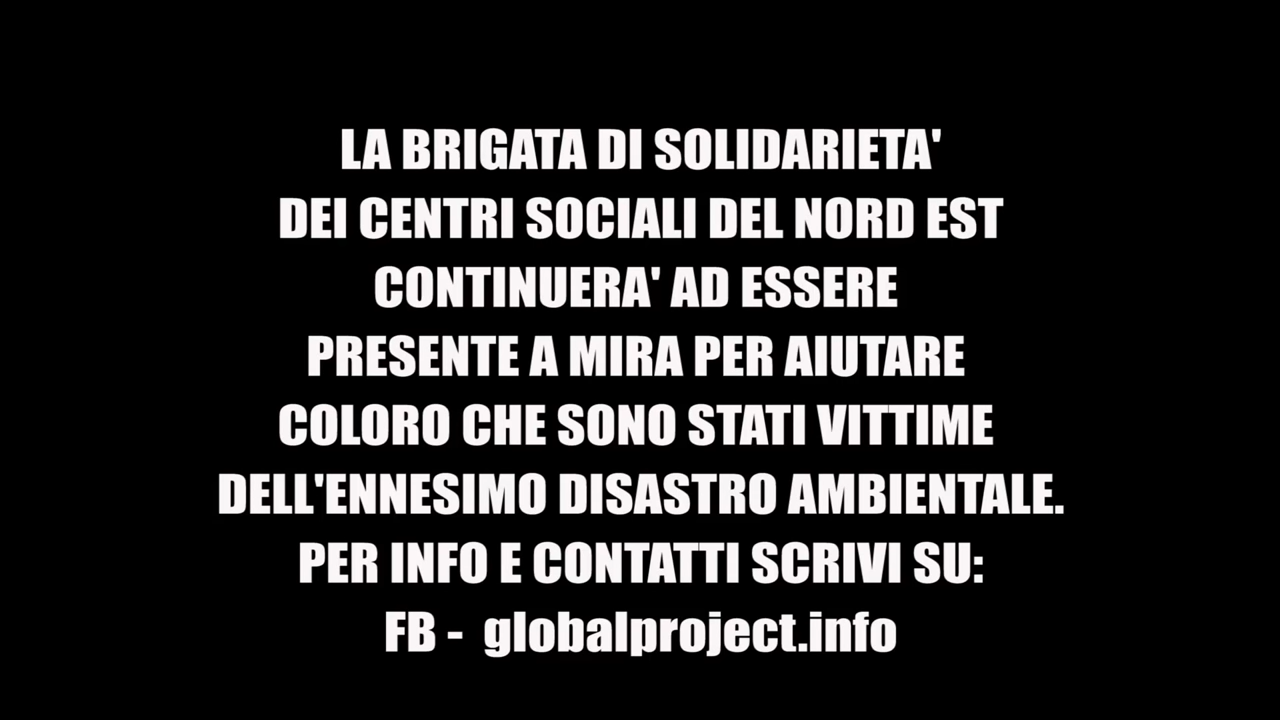 LA BRIGATA DI SOLIDARIETA'
DEI CENTRI SOCIALI DEL NORD EST
CONTINUERA' AD ESSERE
PRESENTE A MIRA PER AIUTARE
COLORO CHE SONO STATI VITTIME
DELL'ENNESIMO DISASTRO AMBIENTALE.
PER INFO E CONTATTI SCRIVI SU:
FB - globalproject.info